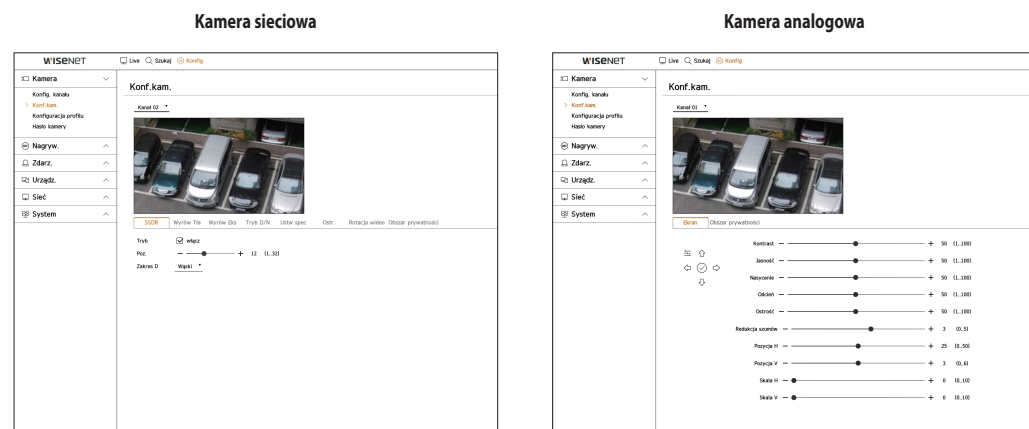 Kamera sieciowa
WISENET
Live Szukaj Konfig
Kamera
Konfig. kanału
Konf.kam.
Konfiguracja profilu
Hasło kamery
Nagryw.
Zdarz.
Urządz.
Sieć
System
Konf.kam.
Kanał 02
SSDR Wyrów Tła Wyrów Eks Tryb D/N Ustw spec Ostr. Rotacja wideo Obszar prywatności
Tryb włącz
Poz. 12 (1..32)
Zakres D Wąski
Kamera analogowa
WISENET
Live Szukaj Konfig
Kamera
Konfig. kanału
Konf.kam.
Konfiguracja profilu
Hasło kamery
Nagryw.
Zdarz.
Urządz.
Sieć
System
Konf.kam.
Kanał 01
Ekran Obszar prywatności
Kontrast 50 (1..100)
Jasność 50 (1..100)
Nasycenie 50 (1..100)
Odcień 50 (1..100)
Ostrość 50 (1..100)
Redukcja szumów 3 (0..5)
Pozycja H 25 (0..50)
Pozycja V 3 (0..6)
Skala H 0 (0..10)
Skala V 0 (0..10)